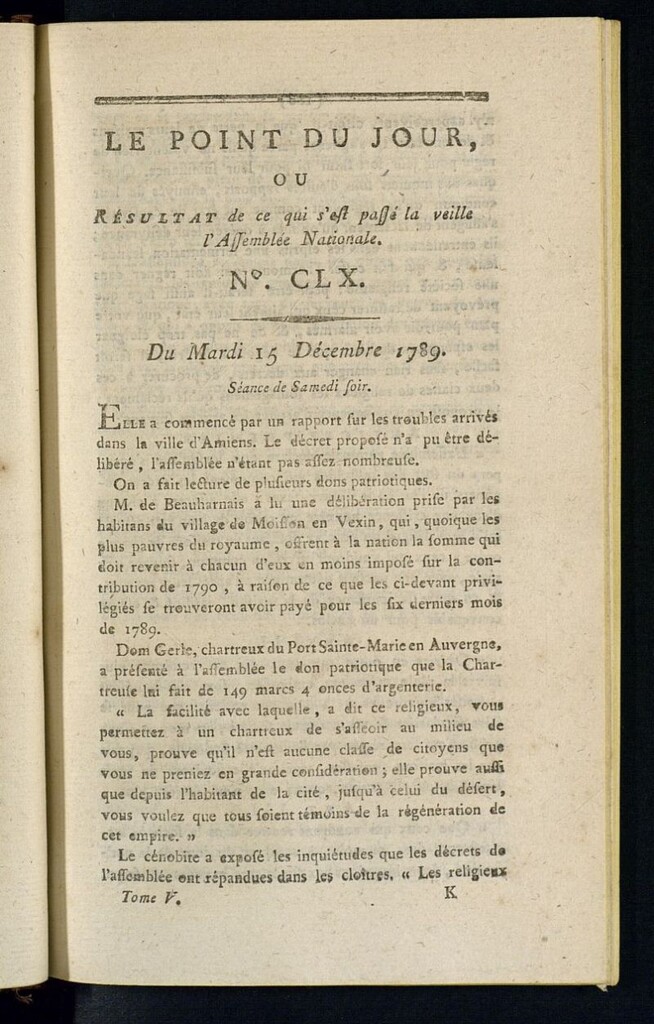 LE POINT DU JOUR,
OU
RÉSULTAT de ce qui s'eſt paſſé la veille
l'Aſſemblée Nationale.
Nº. CLX.
Du Mardi 15 Décembre 1789.
Séance de Samedi ſoir.
ELLE a commencé par un rapport ſur les troubles arrivés
dans la ville d'Amiens. Le décret propoſé n'a pu être dé-
libéré, l'aſſemblée n'étant pas aſſez nombreuſe.
On a fait lecture de pluſieurs dons patriotiques.
M. de Beauharnais a lu une délibération priſe par les
habitans du village de Moiſſon en Vexin, qui, quoique les
plus pauvres du royaume, offrent à la nation la ſomme qui
doit revenir à chacun d'eux en moins impoſé ſur la con-
tribution de 1790, à raiſon de ce que les ci-devant privi-
légiés ſe trouveront avoir payé pour les ſix derniers mois
de 1789.
Dom Gerle, chartreux du Port Sainte-Marie en Auvergne,
a préſenté à l'aſſemblée le don patriotique que la Char-
treuſe lui fait de 149 marcs 4 onces d'argenterie.
« La facilité avec laquelle, a dit ce religieux, vous
permettez à un chartreux de s'aſſeoir au milieu de
vous, prouve qu'il n'eſt aucune claſſe de citoyens que
vous ne preniez en grande conſidération; elle prouve auſſi
que depuis l'habitant de la cité, juſqu'à celui du déſert,
vous voulez que tous ſoient témoins de la régénération de
cet empire. »
Le cénobite a expoſé les inquiétudes que les décrets de
l'aſſemblée ont répandues dans les cloîtres. « Les religieux
Tome V. K